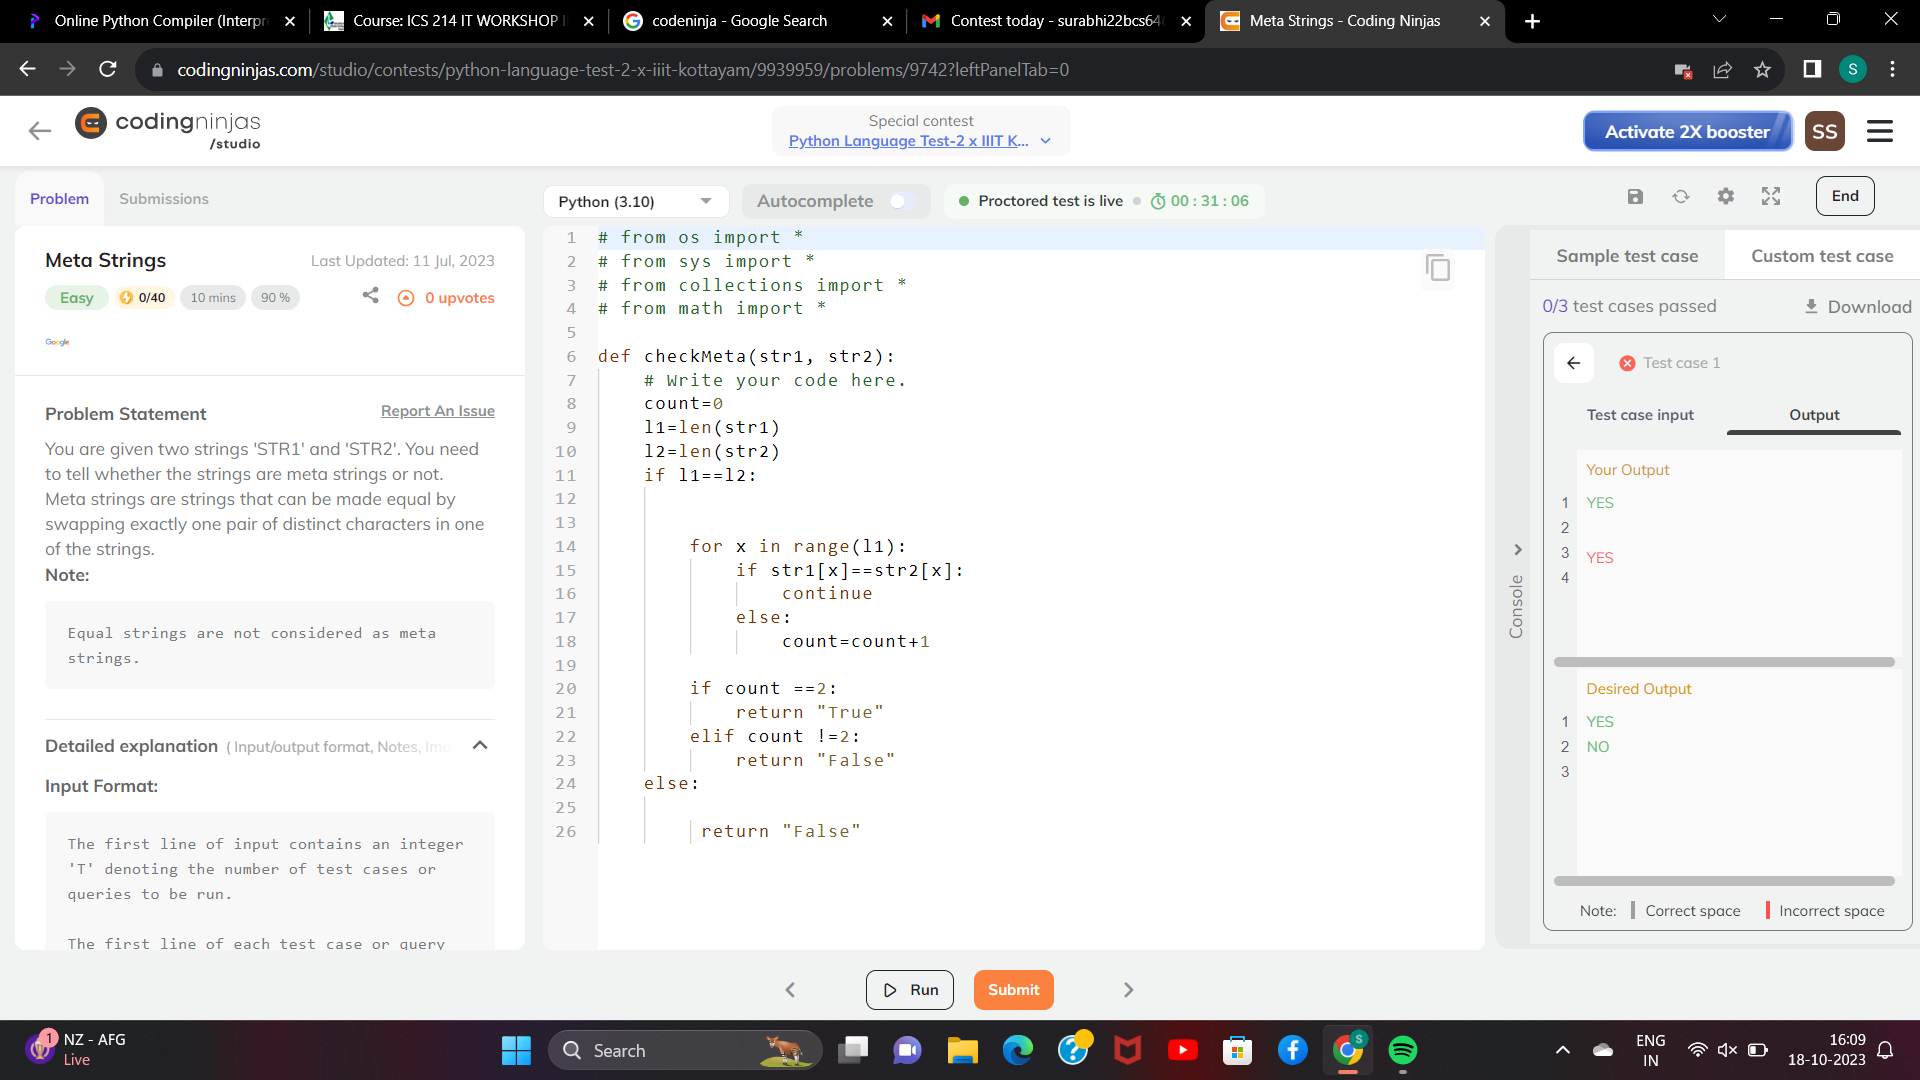 Online Python Compiler (Interpr
Course: ICS 214 IT WORKSHOP I
codeninja - Google Search
Contest today - surabhi22bcs64
Meta Strings - Coding Ninjas
codingninjas.com/studio/contests/python-language-test-2-x-iiit-kottayam/9939959/problems/9742?leftPanelTab=0
S
codingninjas
/studio
Special contest
Python Language Test-2 x IIIT K...
Activate 2X booster
SS
Problem
Submissions
Python (3.10)
Autocomplete
Proctored test is live
00 : 31 : 06
End
Meta Strings
Last Updated: 11 Jul, 2023
Easy
0/40
10 mins
90 %
0 upvotes
Google
Problem Statement
Report An Issue
You are given two strings 'STR1' and 'STR2'. You need
to tell whether the strings are meta strings or not.
Meta strings are strings that can be made equal by
swapping exactly one pair of distinct characters in one
of the strings.
Note:
Equal strings are not considered as meta
strings.
Detailed explanation ( Input/output format, Notes, Ima
Input Format:
The first line of input contains an integer
'T' denoting the number of test cases or
queries to be run.
The first line of each test case or query
1 # from os import *
2 # from sys import *
3 # from collections import *
4 # from math import *
5
6 def checkMeta(str1, str2):
7 # Write your code here.
8 count=0
9 l1=len(str1)
10 l2=len(str2)
11 if l1==l2:
12
13
14 for x in range(l1):
15 if str1[x]==str2[x]:
16 continue
17 else:
18 count=count+1
19
20 if count ==2:
21 return "True"
22 elif count !=2:
23 return "False"
24 else:
25
26 return "False"
Console
Sample test case
Custom test case
0/3 test cases passed
Download
Test case 1
Test case input
Output
Your Output
1 YES
2
3 YES
4
Desired Output
1 YES
2 NO
3
Note:
Correct space
Incorrect space
Run
Submit
1
NZ - AFG
Live
Search
S
ENG
IN
16:09
18-10-2023